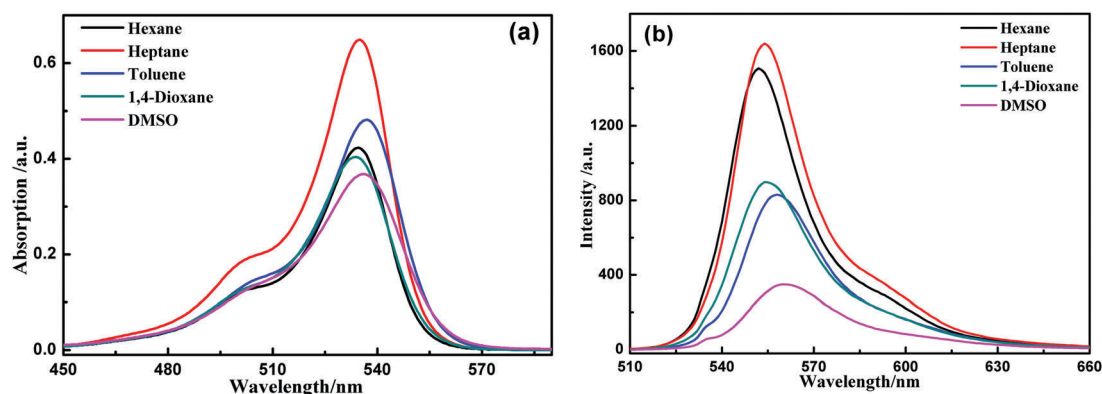 (a)
Hexane
Heptane
Toluene
1,4-Dioxane
DMSO
Absorption /a.u.
0.6
0.4
0.2
0.0
450 480 510 540 570
Wavelength/nm
(b)
Hexane
Heptane
Toluene
1,4-Dioxane
DMSO
Intensity /a.u.
1600
1200
800
400
0
510 540 570 600 630 660
Wavelength/nm